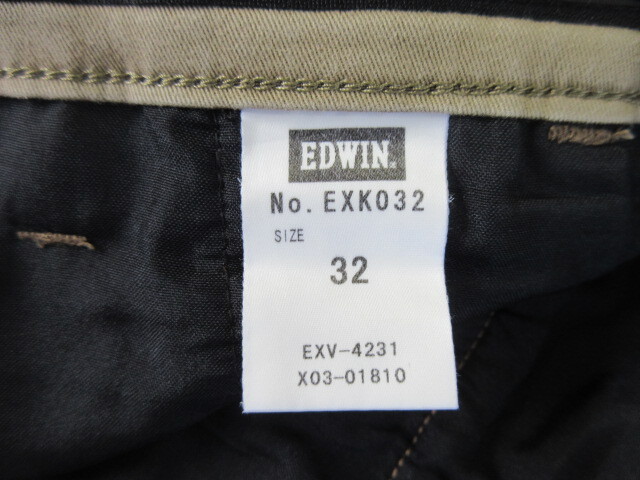 EDWIN.
No. EXK032
SIZE
32
EXV-4231
X03-01810